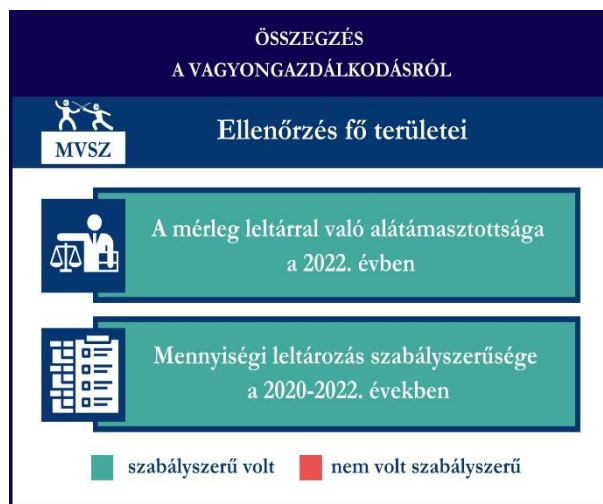 ÖSSZEGZÉS
A VAGYONGAZDÁLKODÁSRÓL
MVSZ
Ellenőrzés fő területei
A mérleg leltárral való alátámasztottsága
a 2022. évben
Mennyiségi leltározás szabályszerűsége
a 2020-2022. években
szabályszerű volt
nem volt szabályszerű